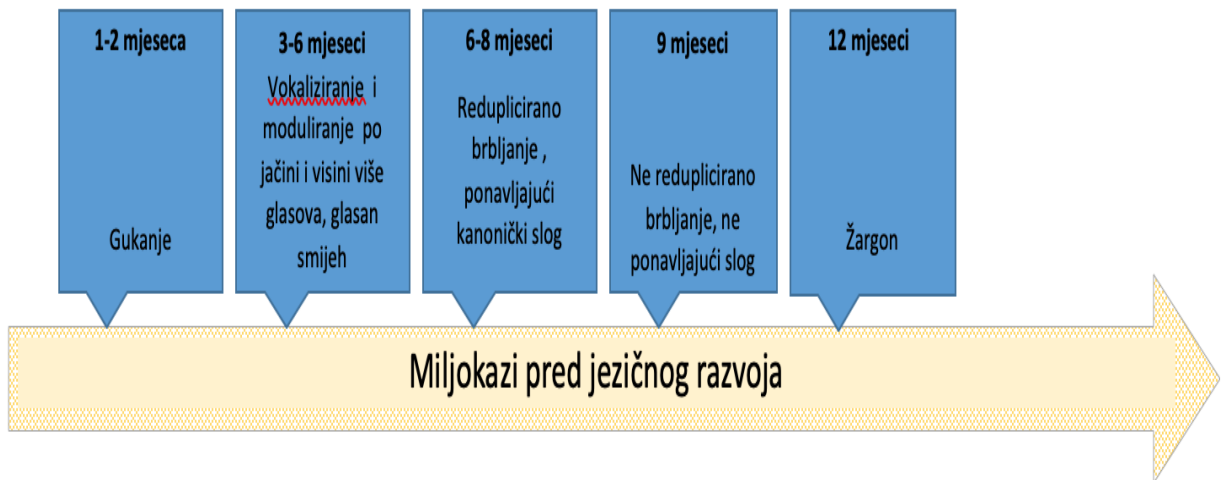 1-2 mjeseca
Gukanje
3-6 mjeseci
Vokaliziranje i
moduliranje po
jačini i visini više
glasova, glasan
smijeh
6-8 mjeseci
Reduplicirano
brbljanje ,
ponavljajući
kanonički slog
9 mjeseci
Ne reduplicirano
brbljanje, ne
ponavljajući slog
12 mjeseci
Žargon
Miljokazi pred jezičnog razvoja